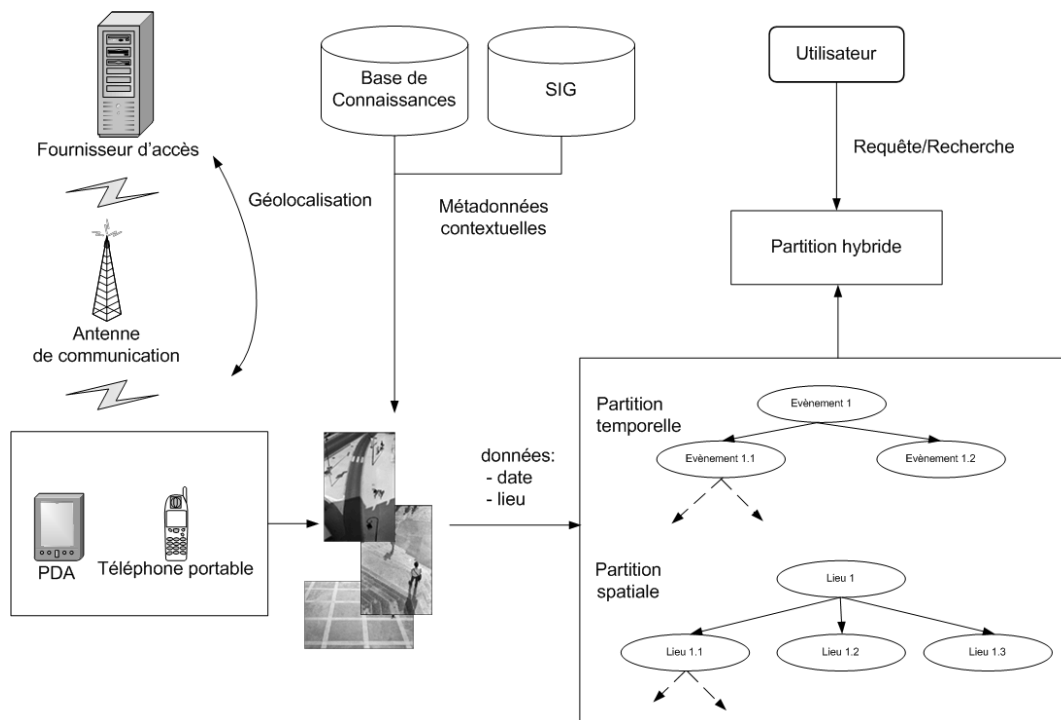 Fournisseur d'accès
Géolocalisation
Antenne
de communication
PDA
Téléphone portable
Base de
Connaissances
SIG
Métadonnées
contextuelles
données:
- date
- lieu
Utilisateur
Requête/Recherche
Partition hybride
Partition
temporelle
Evènement 1
Evènement 1.1
Evènement 1.2
Partition
spatiale
Lieu 1
Lieu 1.1
Lieu 1.2
Lieu 1.3